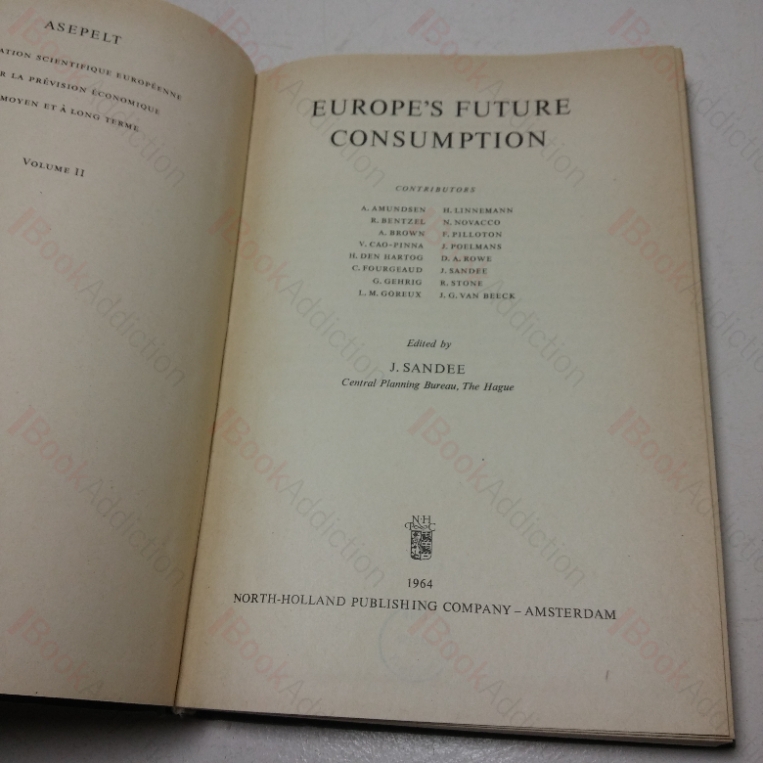 ASEPELT
ATION SCIENTIFIQUE EUROPÉENNE
R LA PRÉVISION ÉCONOMIQUE
MOYEN ET À LONG TERME
VOLUME II
EUROPE'S FUTURE
CONSUMPTION
CONTRIBUTORS
A. AMUNDSEN H. LINNEMANN
R. BENTZEL N. NOVACCO
A. BROWN F. PILLOTON
V. CAO-PINNA J. POELMANS
H. DEN HARTOG D. A. ROWE
C. FOURGEAUD J. SANDEE
G. GEHRIG R. STONE
L. M. GOREUX J. G. VAN BEECK
Edited by
J. SANDEE
Central Planning Bureau, The Hague
N·H
1964
NORTH-HOLLAND PUBLISHING COMPANY – AMSTERDAM
BookAddiction